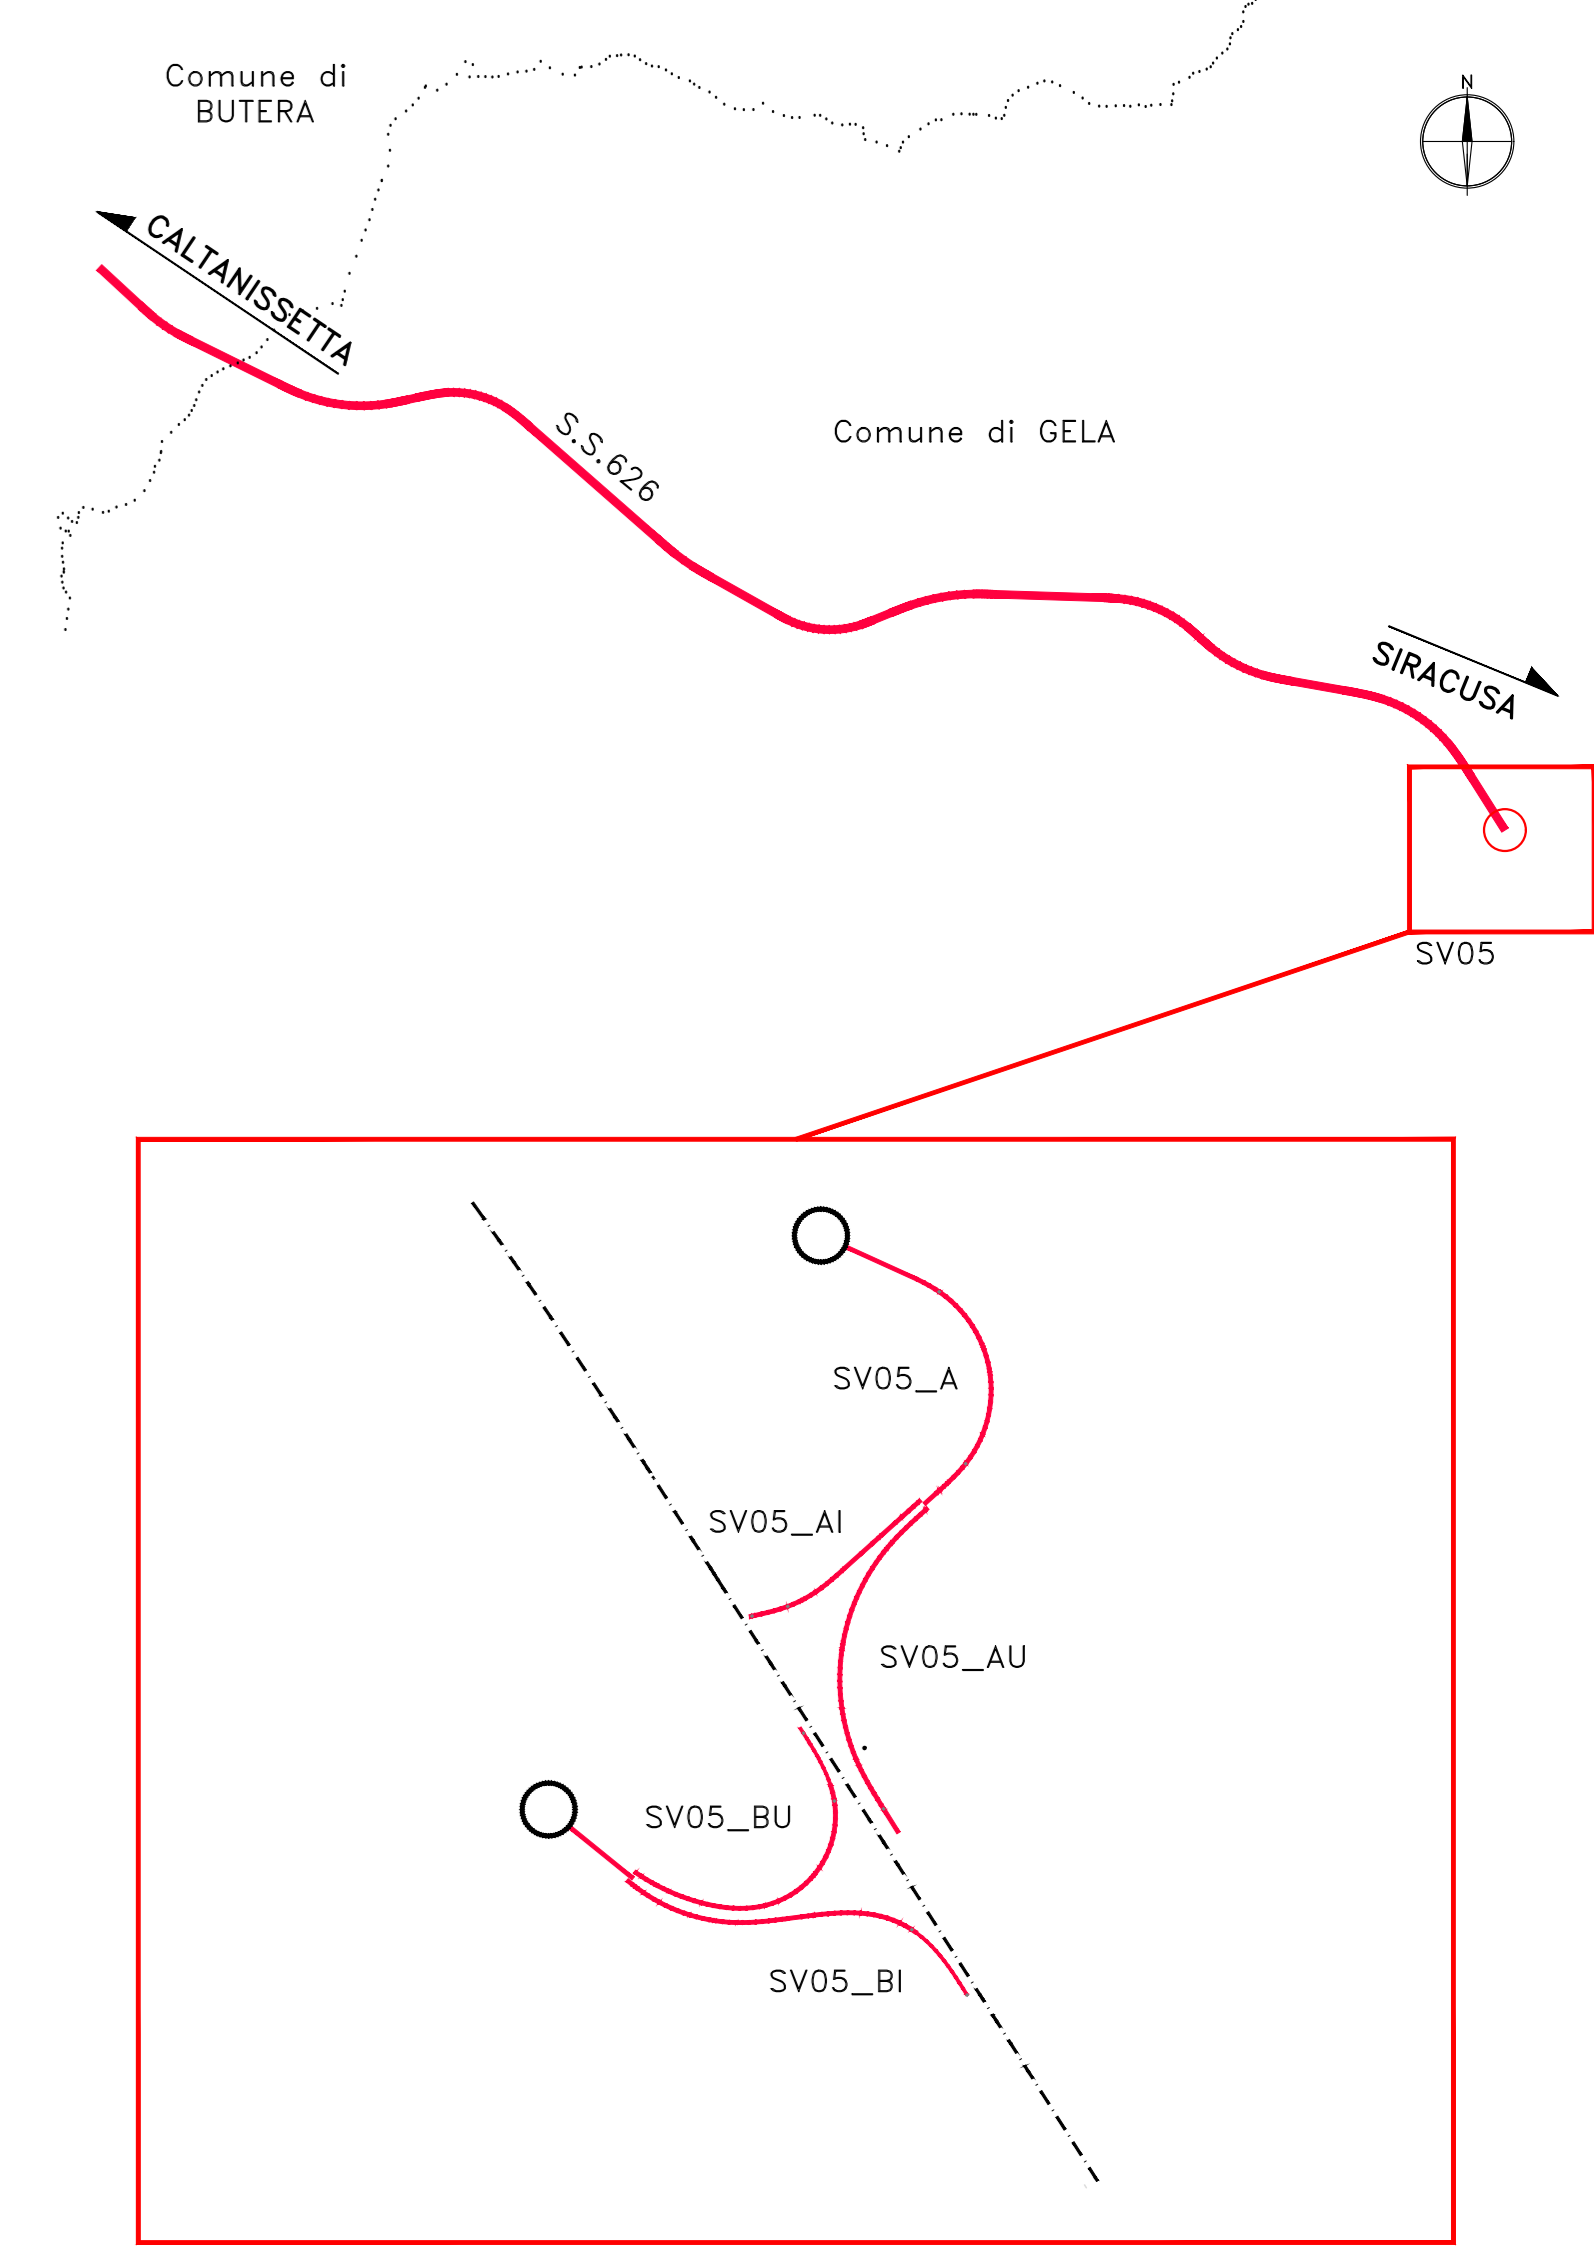 Comune di
BUTERA
N
CALTANISSETTA
S.S.626
Comune di GELA
SIRACUSA
SV05
SV05_A
SV05_AI
SV05_AU
SV05_BU
SV05_BI